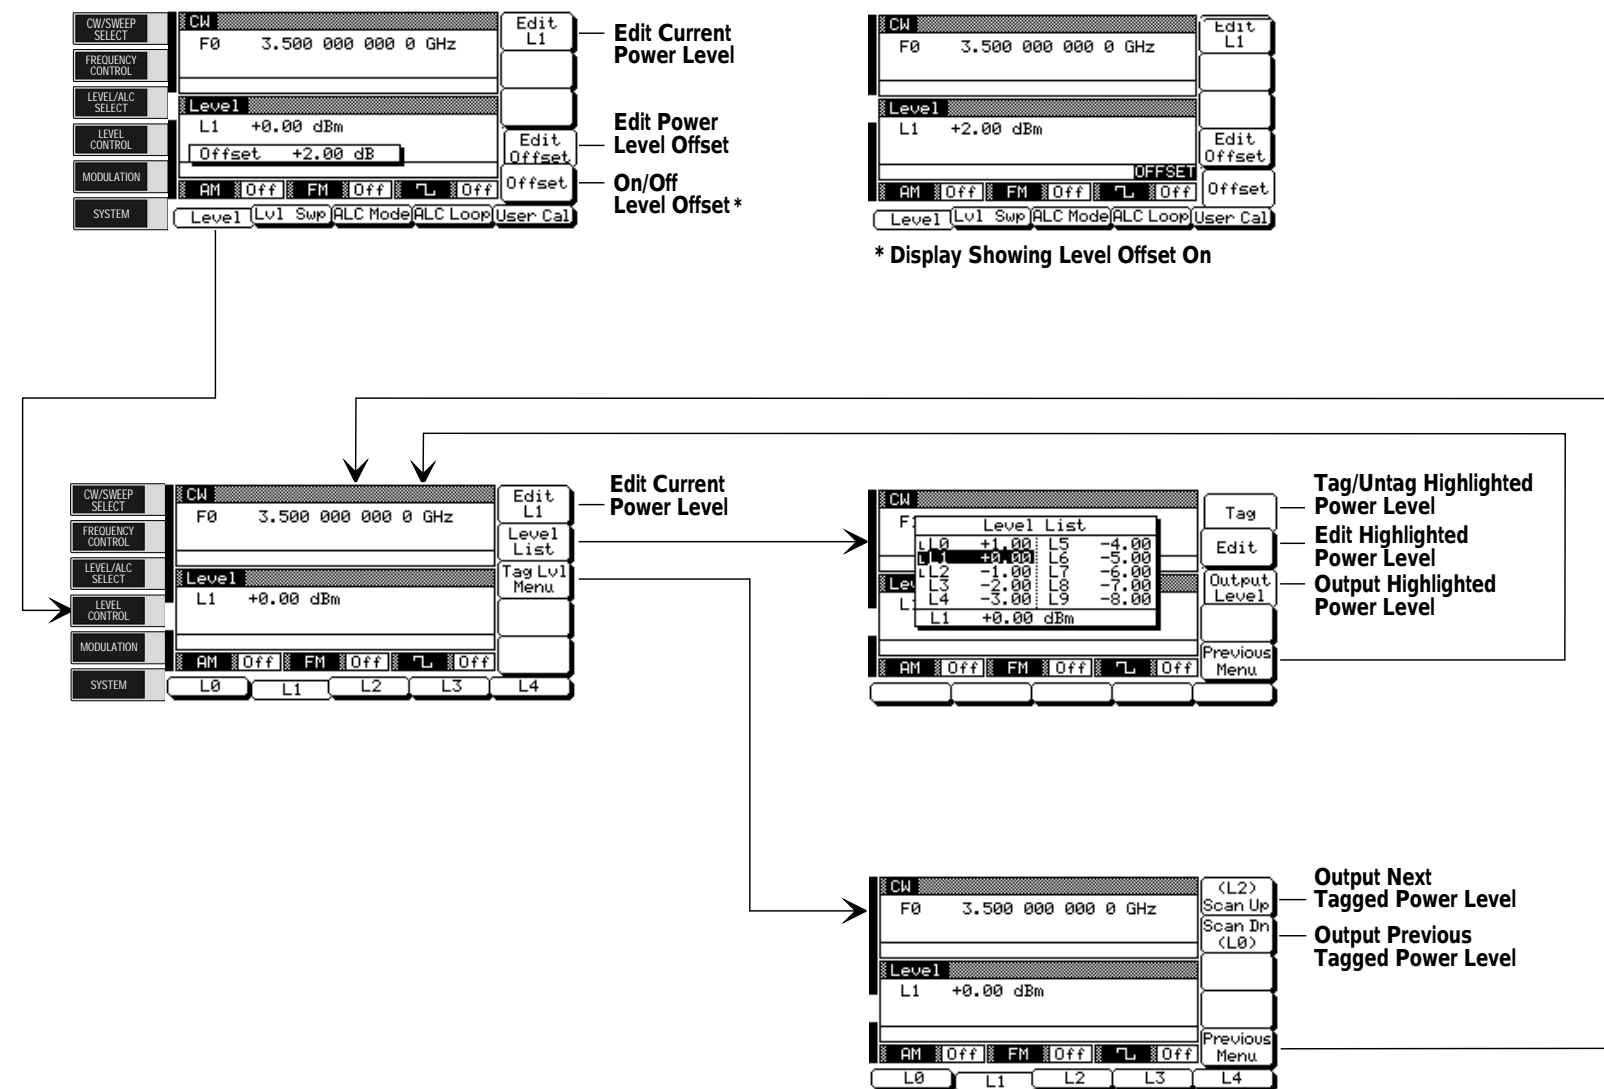 CW/SWEEP
SELECT
FREQUENCY
CONTROL
LEVEL/ALC
SELECT
LEVEL
CONTROL
MODULATION
SYSTEM
CW
F0 3.500 000 000 0 GHz
Level
L1 +0.00 dBm
Offset +2.00 dB
AM Off FM Off Off
Level Lvl Swp ALC Mode ALC Loop User Cal
Edit
L1
Edit
Offset
Offset
Edit Current
Power Level
Edit Power
Level Offset
On/Off
Level Offset *
CW
F0 3.500 000 000 0 GHz
Level
L1 +2.00 dBm
OFFSET
AM Off FM Off Off
Level Lvl Swp ALC Mode ALC Loop User Cal
Edit
L1
Edit
Offset
Offset
* Display Showing Level Offset On
CW/SWEEP
SELECT
FREQUENCY
CONTROL
LEVEL/ALC
SELECT
LEVEL
CONTROL
MODULATION
SYSTEM
CW
F0 3.500 000 000 0 GHz
Level
L1 +0.00 dBm
AM Off FM Off Off
L0 L1 L2 L3 L4
Edit
L1
Level
List
Tag Lvl
Menu
Edit Current
Power Level
CW
F1
Level List
L0 +1.00 L5 -4.00
L1 +0.00 L6 -5.00
L2 -1.00 L7 -6.00
L3 -2.00 L8 -7.00
L4 -3.00 L9 -8.00
L1 +0.00 dBm
Lev
L
AM Off FM Off Off
Tag
Edit
Output
Level
Previous
Menu
Tag/Untag Highlighted
Power Level
Edit Highlighted
Power Level
Output Highlighted
Power Level
CW
F0 3.500 000 000 0 GHz
Level
L1 +0.00 dBm
AM Off FM Off Off
L0 L1 L2 L3 L4
(L2)
Scan Up
Scan Dn
(L0)
Previous
Menu
Output Next
Tagged Power Level
Output Previous
Tagged Power Level